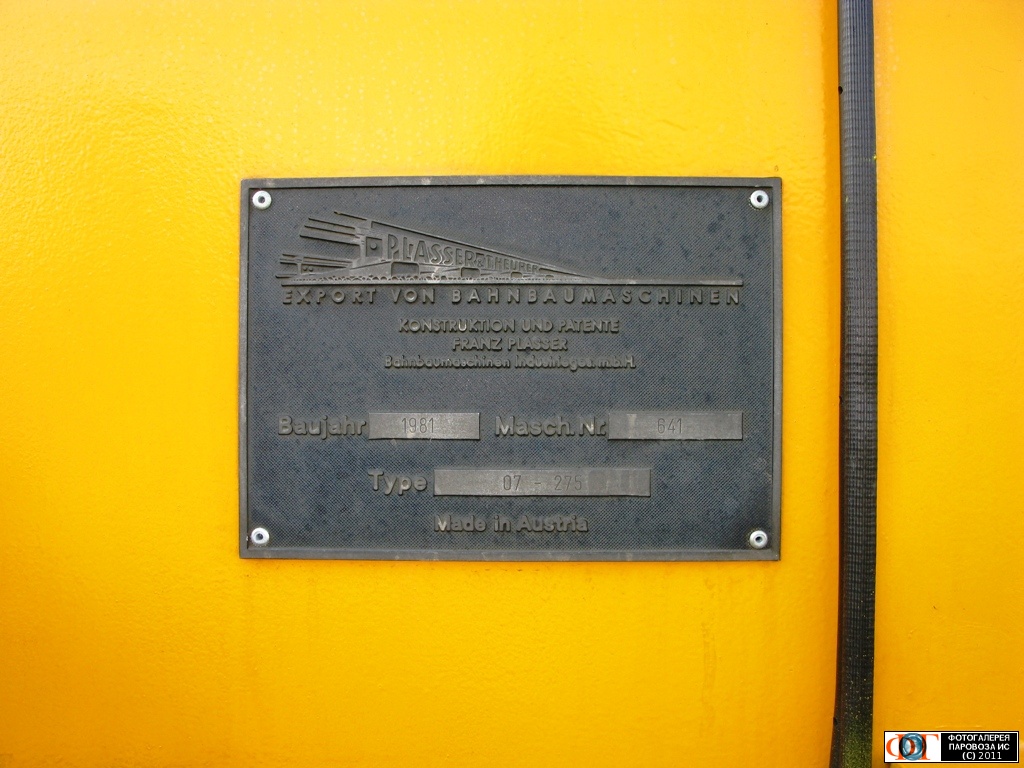 PLASSER & THEURER
EXPORT VON BAHNBAUMASCHINEN
KONSTRUKTION UND PATENTE
FRANZ PLASSER
Bahnbaumaschinen Industrieges. m.b.H.
Baujahr 1981 Masch. Nr. 641
Type 07 - 275
Made in Austria
ФОТОГАЛЕРЕЯ
ПАРОВОЗА ИС
(C) 2011